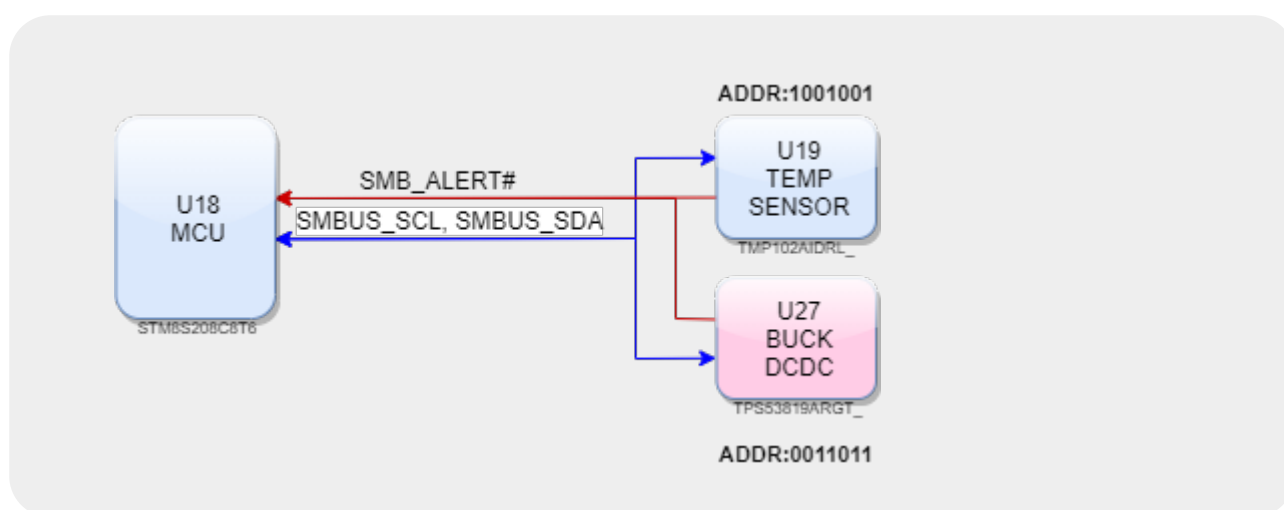 ADDR:1001001
U19
TEMP
SENSOR
TMP102AIDRL_
SMB_ALERT#
SMBUS_SCL, SMBUS_SDA
U18
MCU
STM8S208C8T6
U27
BUCK
DCDC
TPS53819ARGT_
ADDR:0011011